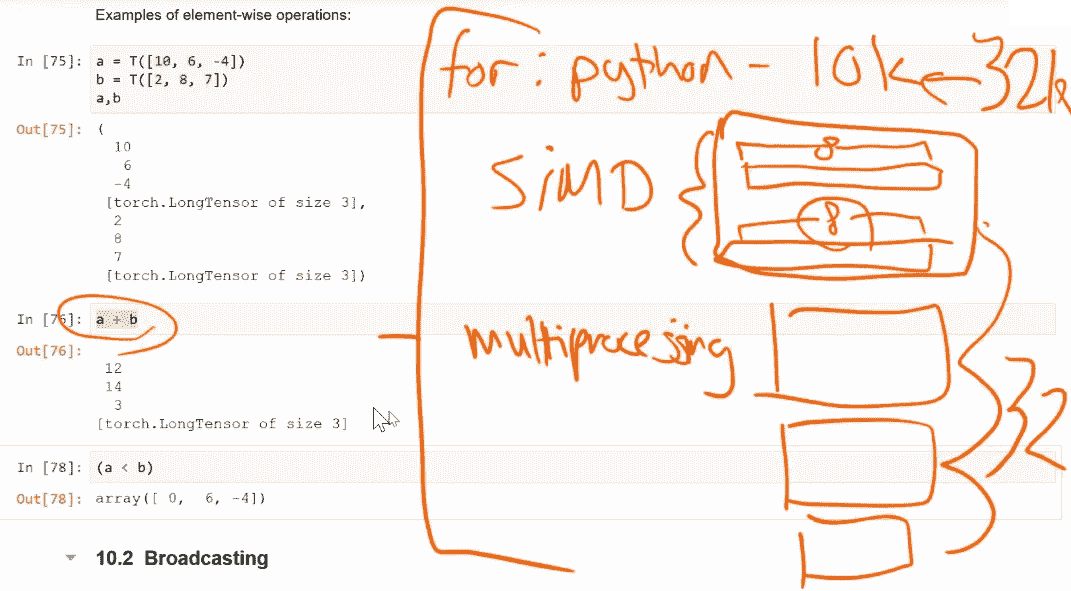 Examples of element-wise operations:
In [75]: a = T([10, 6, -4])
b = T([2, 8, 7])
a,b
Out[75]: (
10
6
-4
[torch.LongTensor of size 3],
2
8
7
[torch.LongTensor of size 3])
In [76]: a + b
Out[76]:
12
14
3
[torch.LongTensor of size 3]
In [78]: (a < b)
Out[78]: array([ 0, 6, -4])
10.2 Broadcasting
for: python - 10k ← 32k
SiMD
8
8
multiprocessing
32